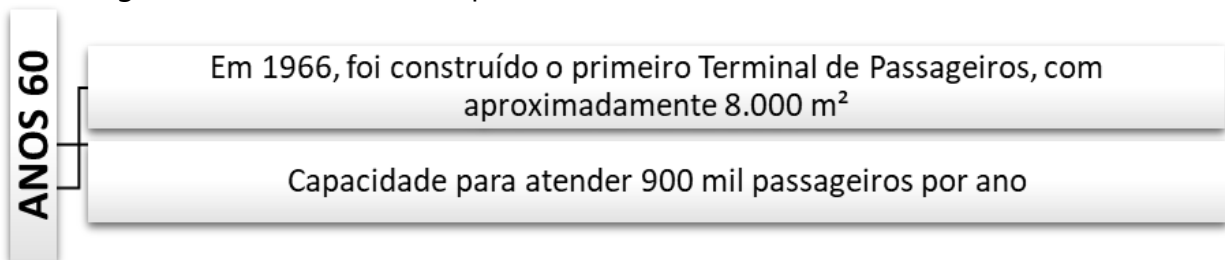 ANOS 60
Em 1966, foi construído o primeiro Terminal de Passageiros, com
aproximadamente 8.000 m²
Capacidade para atender 900 mil passageiros por ano